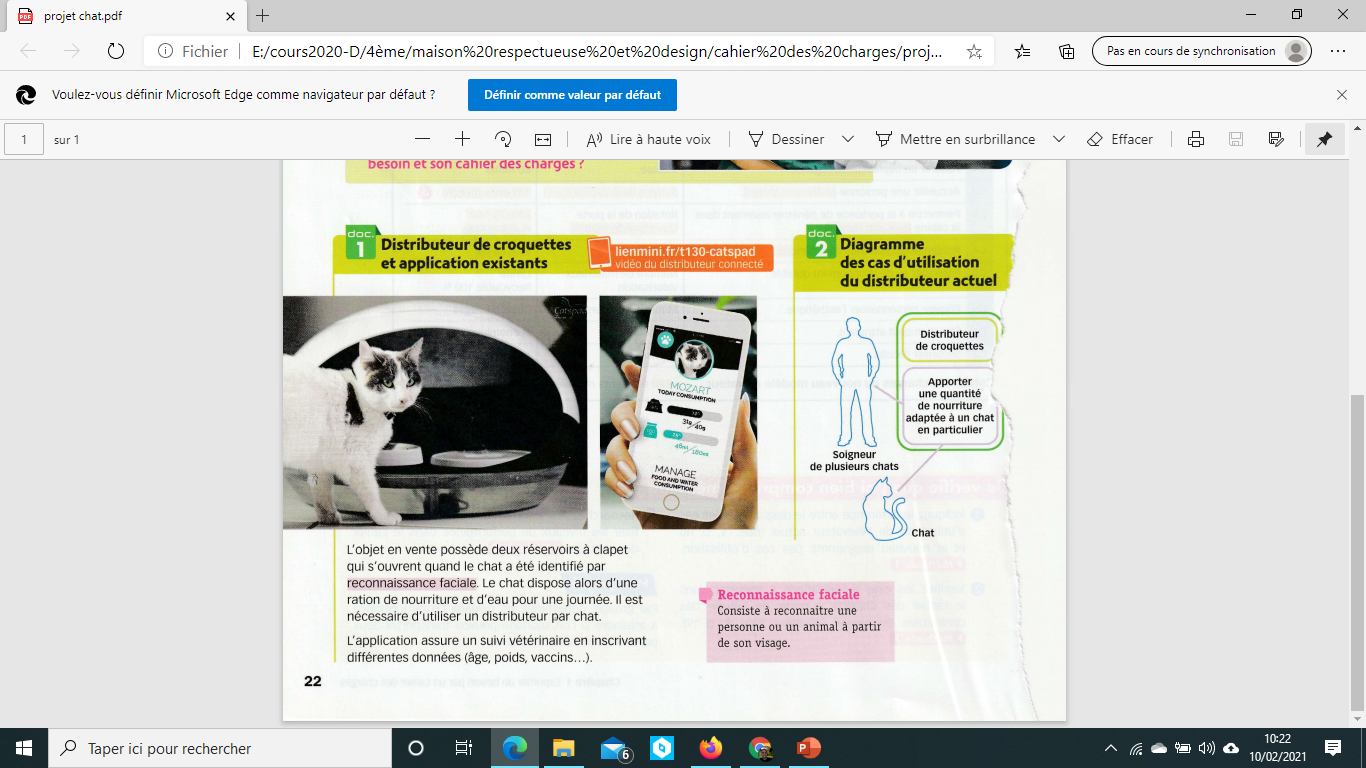 projet chat.pdf
Fichier
E:/cours2020-D/4ème/maison%20respectueuse%20et%20design/cahier%20des%20charges/proj...
Pas en cours de synchronisation
Voulez-vous définir Microsoft Edge comme navigateur par défaut ?
Définir comme valeur par défaut
1 sur 1
Lire à haute voix
Dessiner
Mettre en surbrillance
Effacer
besoin et son cahier des charges ?
doc.
1
Distributeur de croquettes
et application existants
lienmini.fr/t130-catspad
vidéo du distributeur connecté
Catspad
MOZART
TODAY CONSUMPTION
31g/40g
48ml/180ml
MANAGE
FOOD AND WATER
CONSUMPTION
L'objet en vente possède deux réservoirs à clapet
qui s'ouvrent quand le chat a été identifié par
reconnaissance faciale. Le chat dispose alors d'une
ration de nourriture et d'eau pour une journée. Il est
nécessaire d'utiliser un distributeur par chat.
L'application assure un suivi vétérinaire en inscrivant
différentes données (âge, poids, vaccins...).
doc.
2
Diagramme
des cas d'utilisation
du distributeur actuel
Distributeur
de croquettes
Apporter
une quantité
de nourriture
adaptée à un chat
en particulier
Soigneur
de plusieurs chats
Chat
Reconnaissance faciale
Consiste à reconnaitre une
personne ou un animal à partir
de son visage.
22
Taper ici pour rechercher
6
10:22
10/02/2021